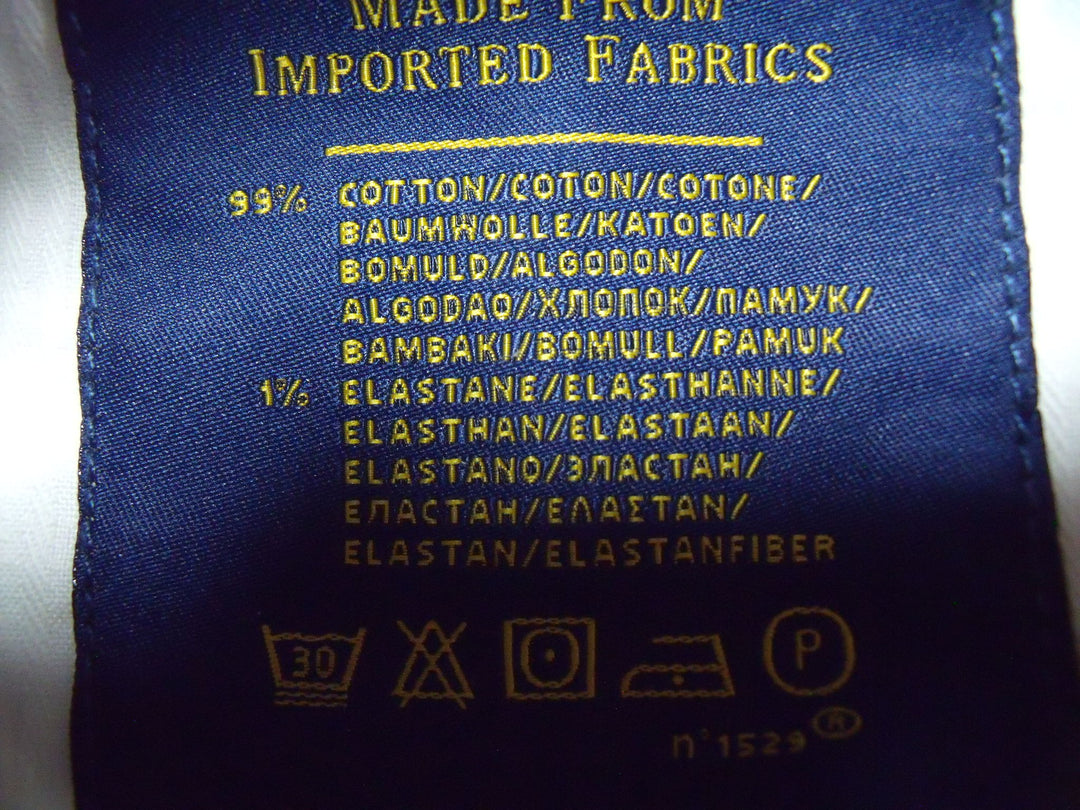 MADE FROM
IMPORTED FABRICS
99% COTTON/COTON/COTONE/
BAUMWOLLE/KATOEN/
BOMULD/ALGODON/
ALGODAO/ХЛОПОК/ПАМУК/
BAMBAKI/BOMULL/PAMUK
1% ELASTANE/ELASTHANNE/
ELASTHAN/ELASTAAN/
ELASTANO/ЭЛАСТАН/
ЕЛАСТАН/ΕΛΑΣΤΑΝ/
ELASTAN/ELASTANFIBER
30 P
n°1529 ®